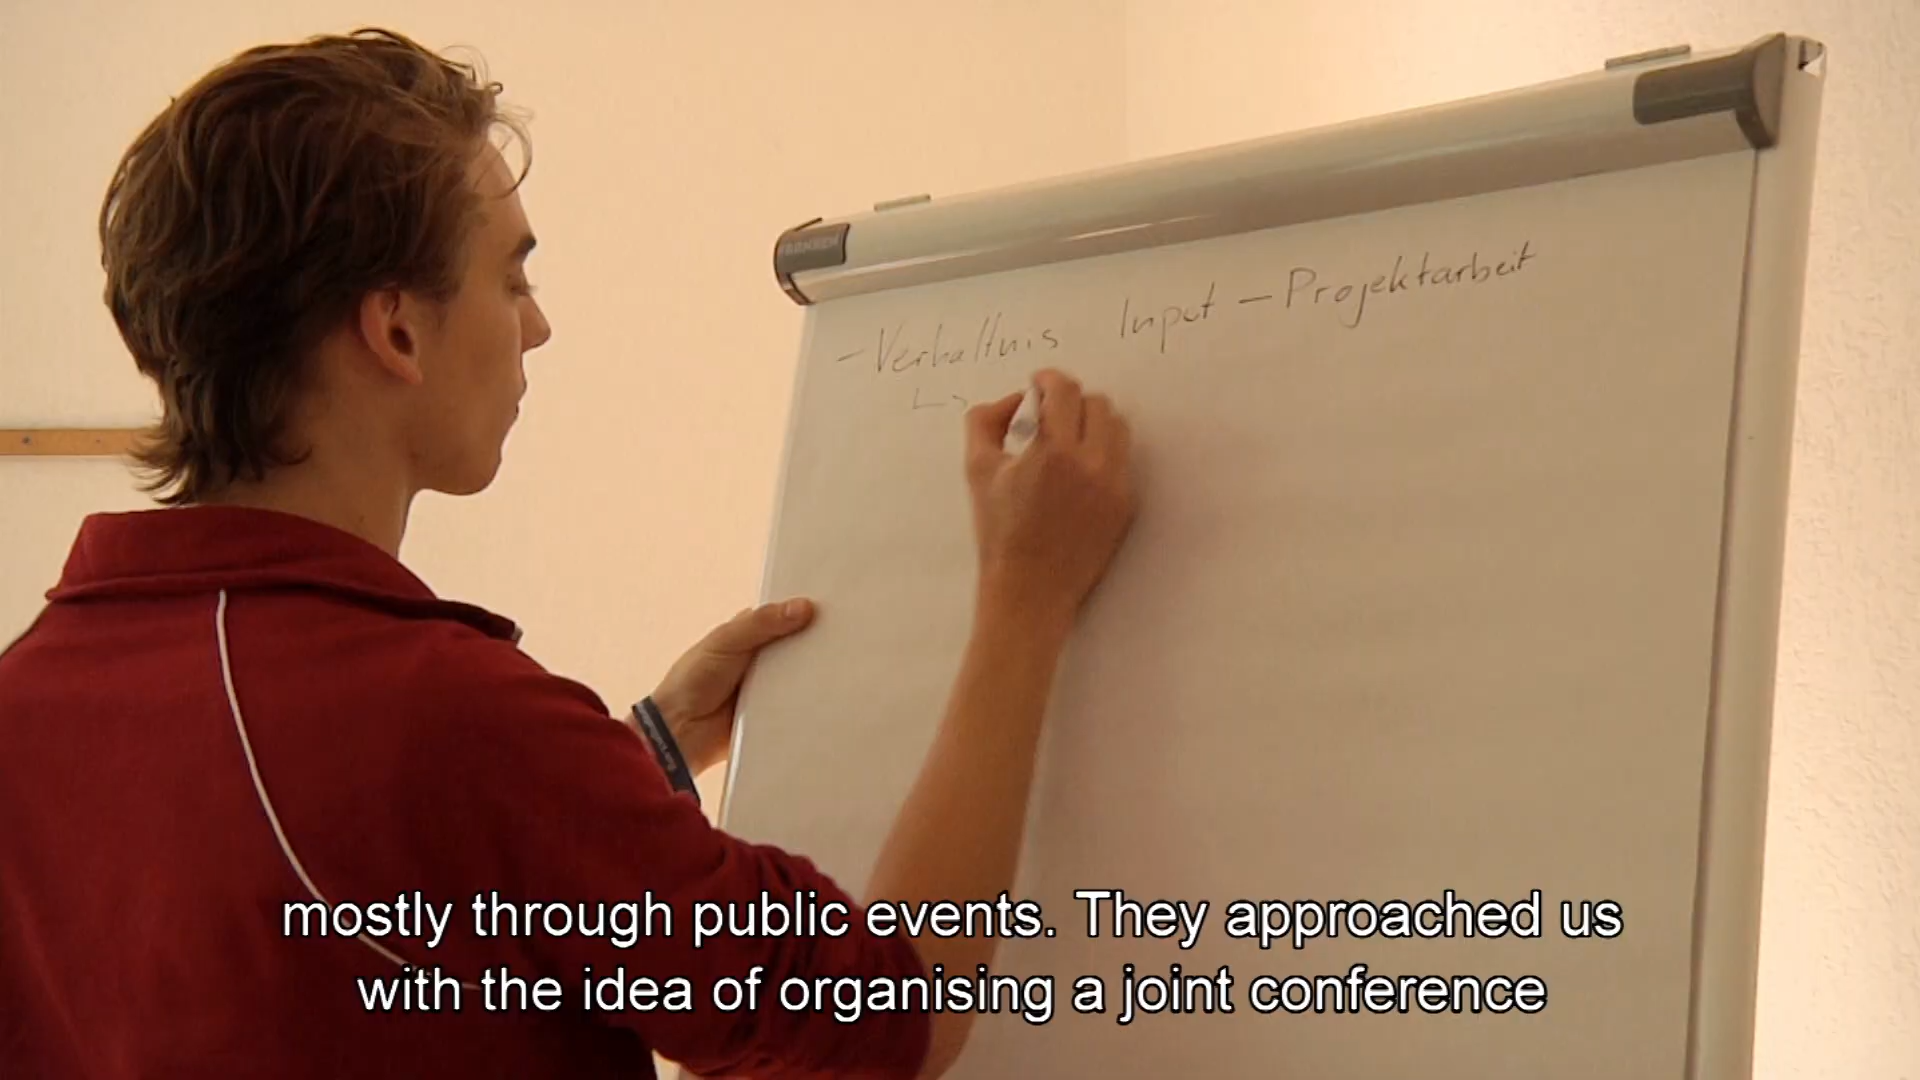 - Verhältnis Input - Projektarbeit
mostly through public events. They approached us
with the idea of organising a joint conference